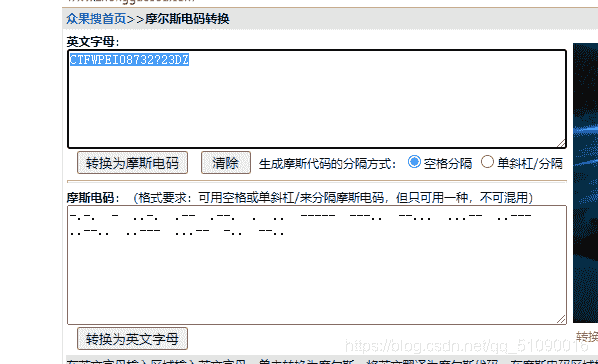 众果搜首页>>摩尔斯电码转换
英文字母:
CTFWPEI08732?23DZ
转换为摩斯电码 清除 生成摩斯代码的分隔方式: 空格分隔 单斜杠/分隔
摩斯电码: (格式要求: 可用空格或单斜杠/来分隔摩斯电码，但只可用一种，不可混用)
-.-. - ..-. .-- .--. . .. ----- ---.. --... ...-- ..---
..--.. ..--- ...-- -.. --..
转换为英文字母
https://blog.csdn.net/qq_51090016